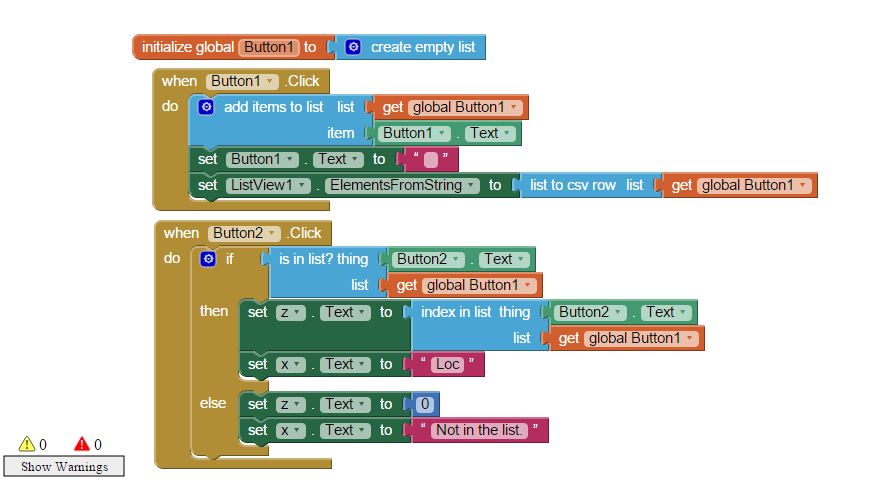 initialize global Button1 to create empty list
when Button1 .Click
do add items to list list get global Button1
item Button1 . Text
set Button1 . Text to “ ”
set ListView1 . ElementsFromString to list to csv row list get global Button1
when Button2 .Click
do if is in list? thing Button2 . Text
list get global Button1
then set z . Text to index in list thing Button2 . Text
list get global Button1
set x . Text to “ Loc ”
else set z . Text to 0
set x . Text to “ Not in the list. ”
0 0
Show Warnings